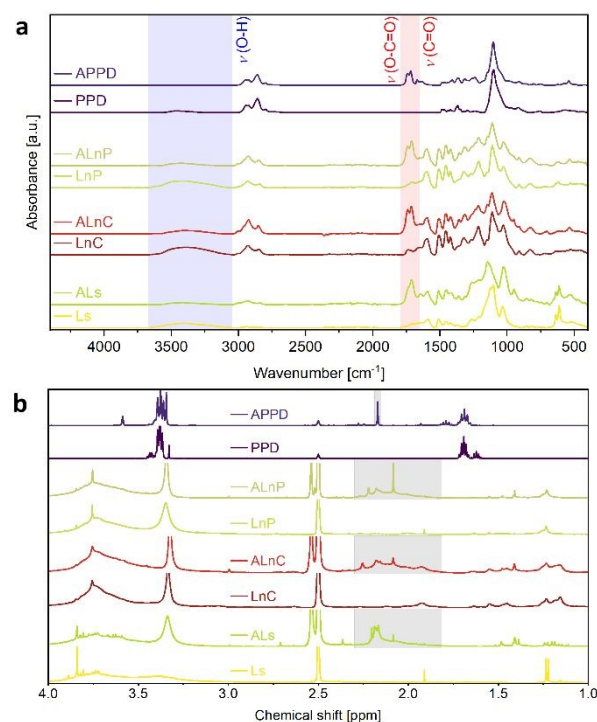 a
ν (O-H)
ν (O-C=O)
ν (C=O)
APPD
PPD
ALnP
LnP
ALnC
LnC
ALs
Ls
Absorbance [a.u.]
4000 3500 3000 2500 2000 1500 1000 500
Wavenumber [cm⁻¹]
b
APPD
PPD
ALnP
LnP
ALnC
LnC
ALs
Ls
4.0 3.5 3.0 2.5 2.0 1.5 1.0
Chemical shift [ppm]